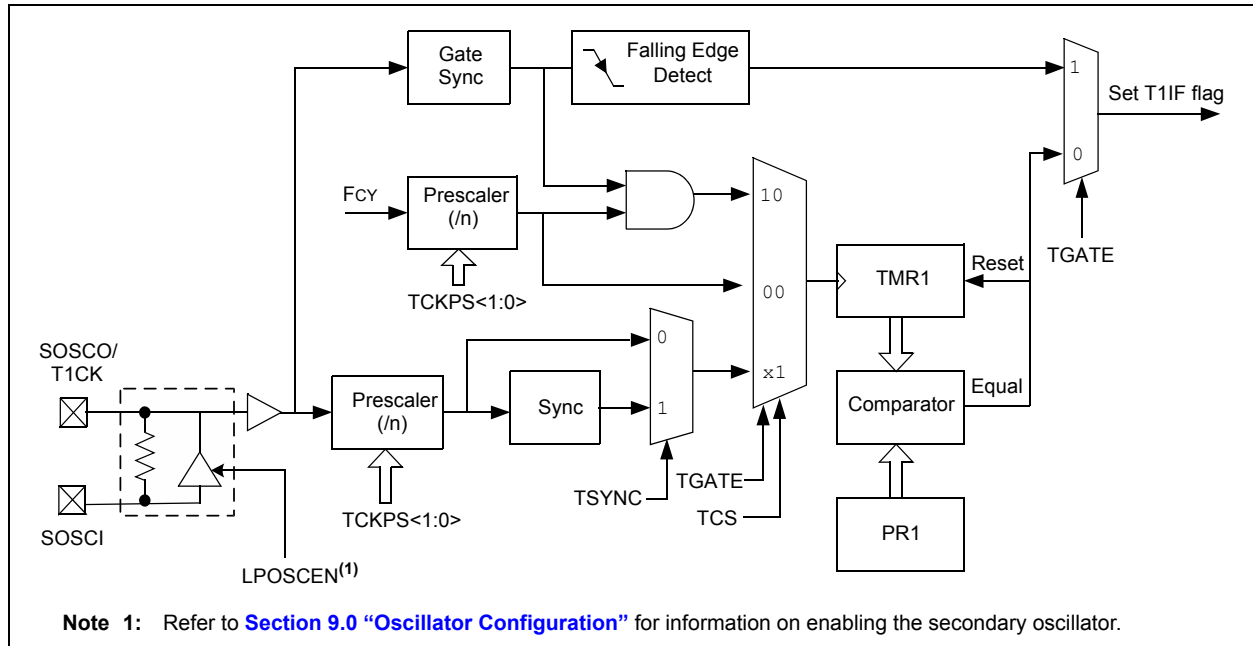 Gate
Sync
Falling Edge
Detect
1
Set T1IF flag
0
TGATE
FCY
Prescaler
(/n)
TCKPS<1:0>
10
00
x1
TMR1
Reset
SOSCO/
T1CK
SOSCI
Prescaler
(/n)
TCKPS<1:0>
Sync
0
1
TSYNC
TGATE
TCS
Comparator
Equal
PR1
LPOSCEN(1)
Note 1: Refer to Section 9.0 “Oscillator Configuration” for information on enabling the secondary oscillator.